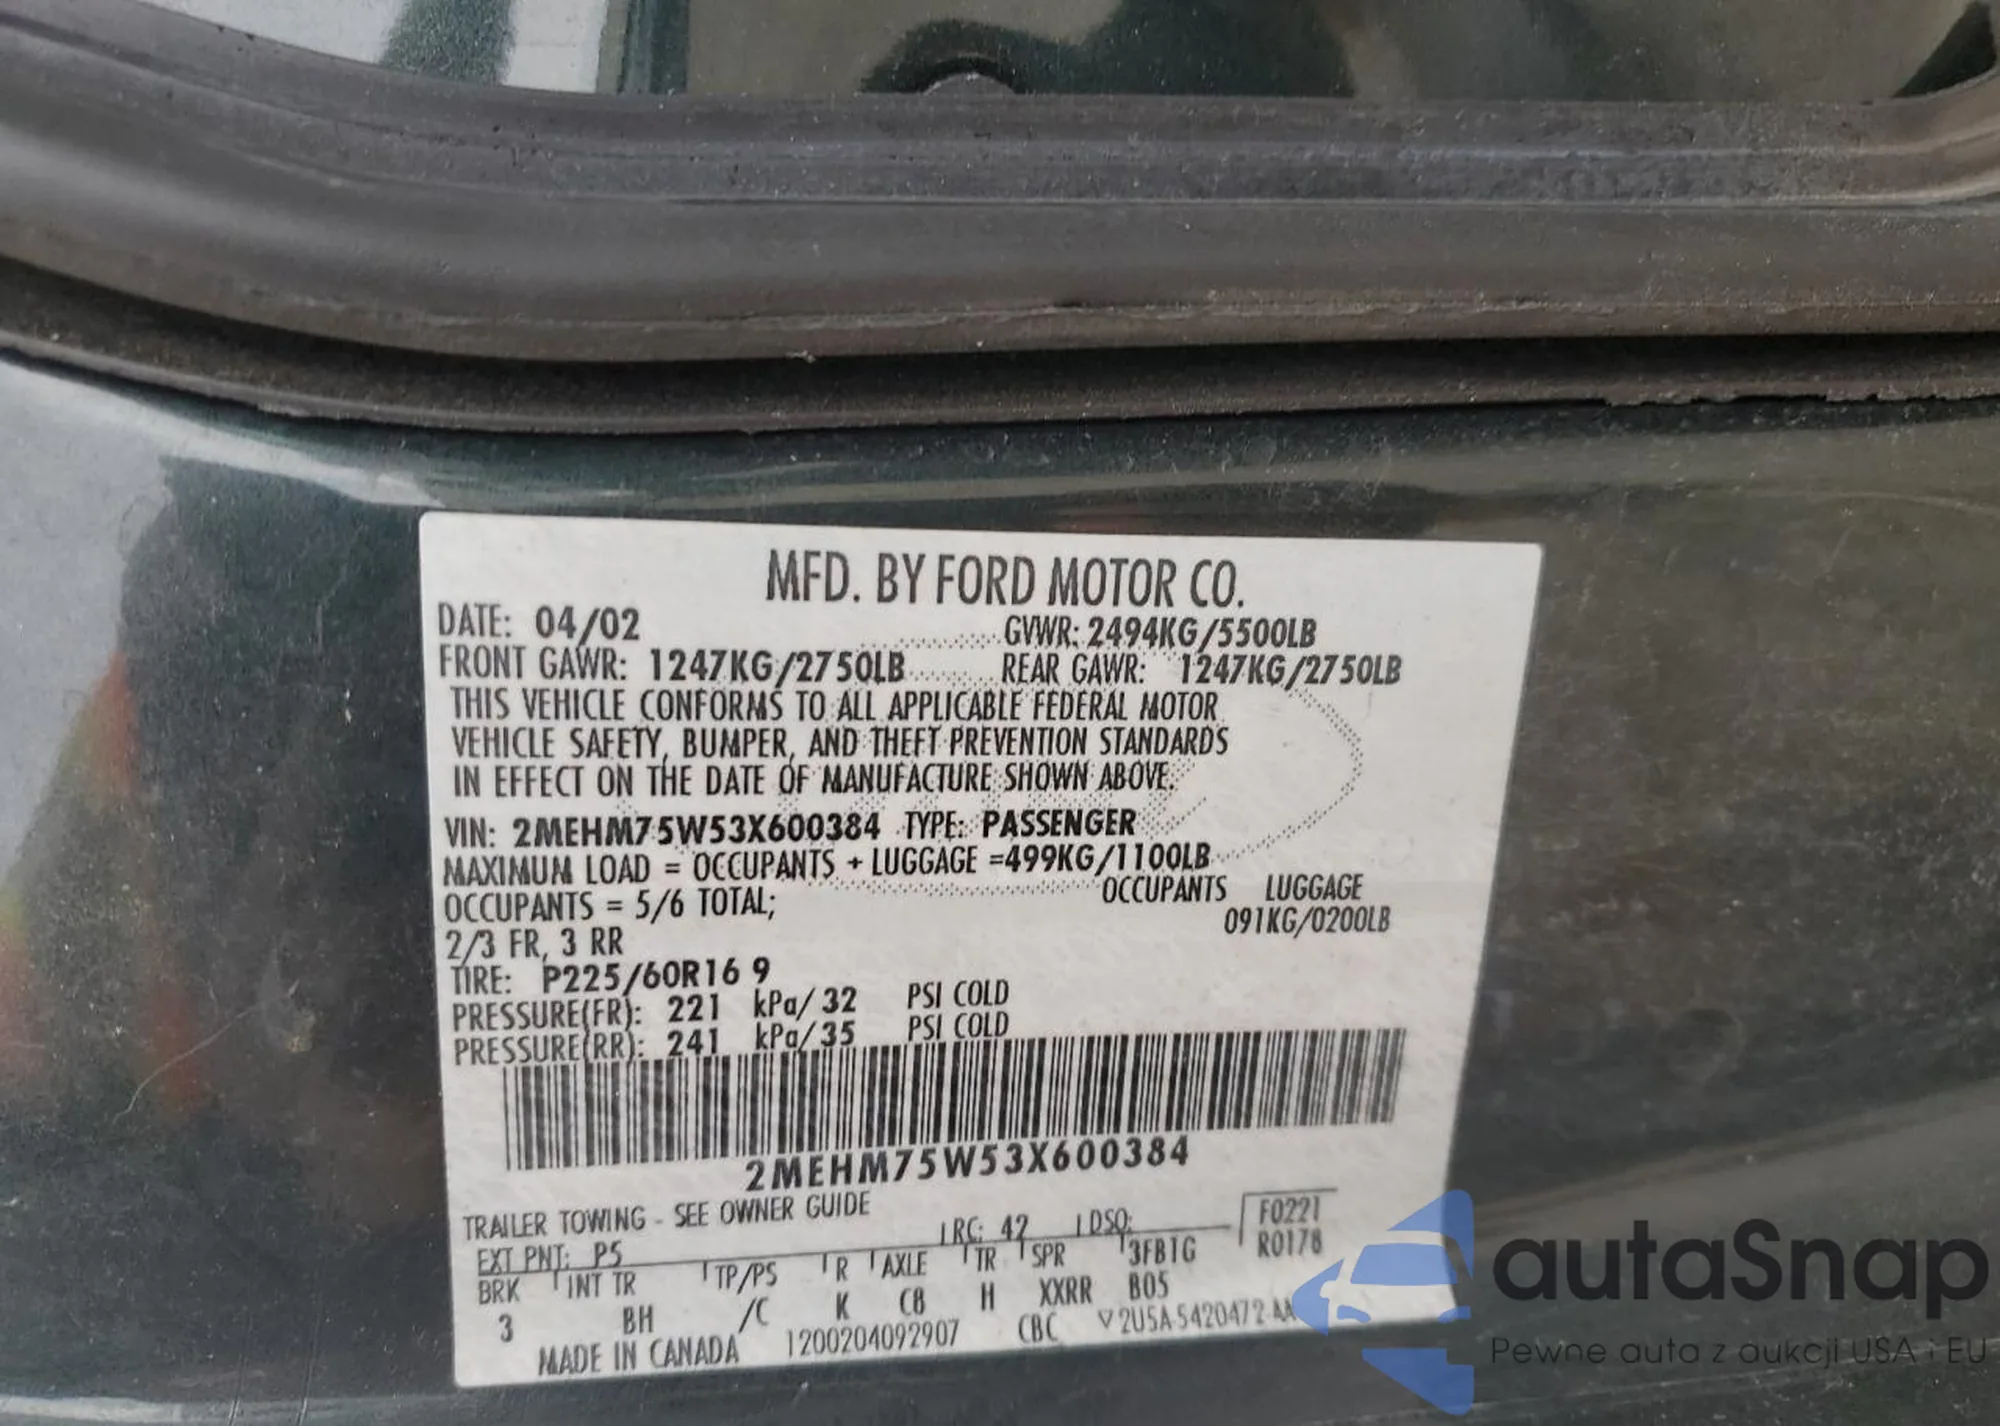 MFD. BY FORD MOTOR CO.
DATE: 04/02 GVWR: 2494KG/5500LB
FRONT GAWR: 1247KG/2750LB REAR GAWR: 1247KG/2750LB
THIS VEHICLE CONFORMS TO ALL APPLICABLE FEDERAL MOTOR
VEHICLE SAFETY, BUMPER, AND THEFT PREVENTION STANDARDS
IN EFFECT ON THE DATE OF MANUFACTURE SHOWN ABOVE.
VIN: 2MEHM75W53X600384 TYPE: PASSENGER
MAXIMUM LOAD = OCCUPANTS + LUGGAGE =499KG/1100LB
OCCUPANTS = 5/6 TOTAL; OCCUPANTS LUGGAGE
2/3 FR, 3 RR 091KG/0200LB
TIRE: P225/60R16 9
PRESSURE(FR): 221 kPa/ 32 PSI COLD
PRESSURE(RR): 241 kPa/ 35 PSI COLD
2MEHM75W53X600384
TRAILER TOWING - SEE OWNER GUIDE
EXT PNT: P5 RC: 42 DSO: F0221
BRK INT TR TP/PS R AXLE TR SPR 3FB1G R0178
3 BH /C K C8 H XXRR B05
MADE IN CANADA 1200204092907 CBC ▽2U5A-5420472-AA
autaSnap
Pewne auta z aukcji USA i EU